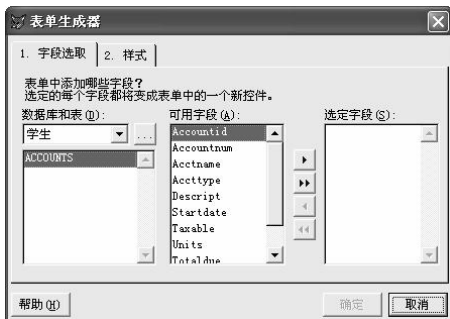 表单生成器
1. 字段选取
2. 样式
表单中添加哪些字段？
选定的每个字段都将变成表单中的一个新控件。
数据库和表(D):
可用字段(A):
选定字段(S):
学生
...
ACCOUNTS
Accountid
Accountnum
Acctname
Accttype
Descript
Startdate
Taxable
Units
Totaldue
帮助(H)
确定
取消